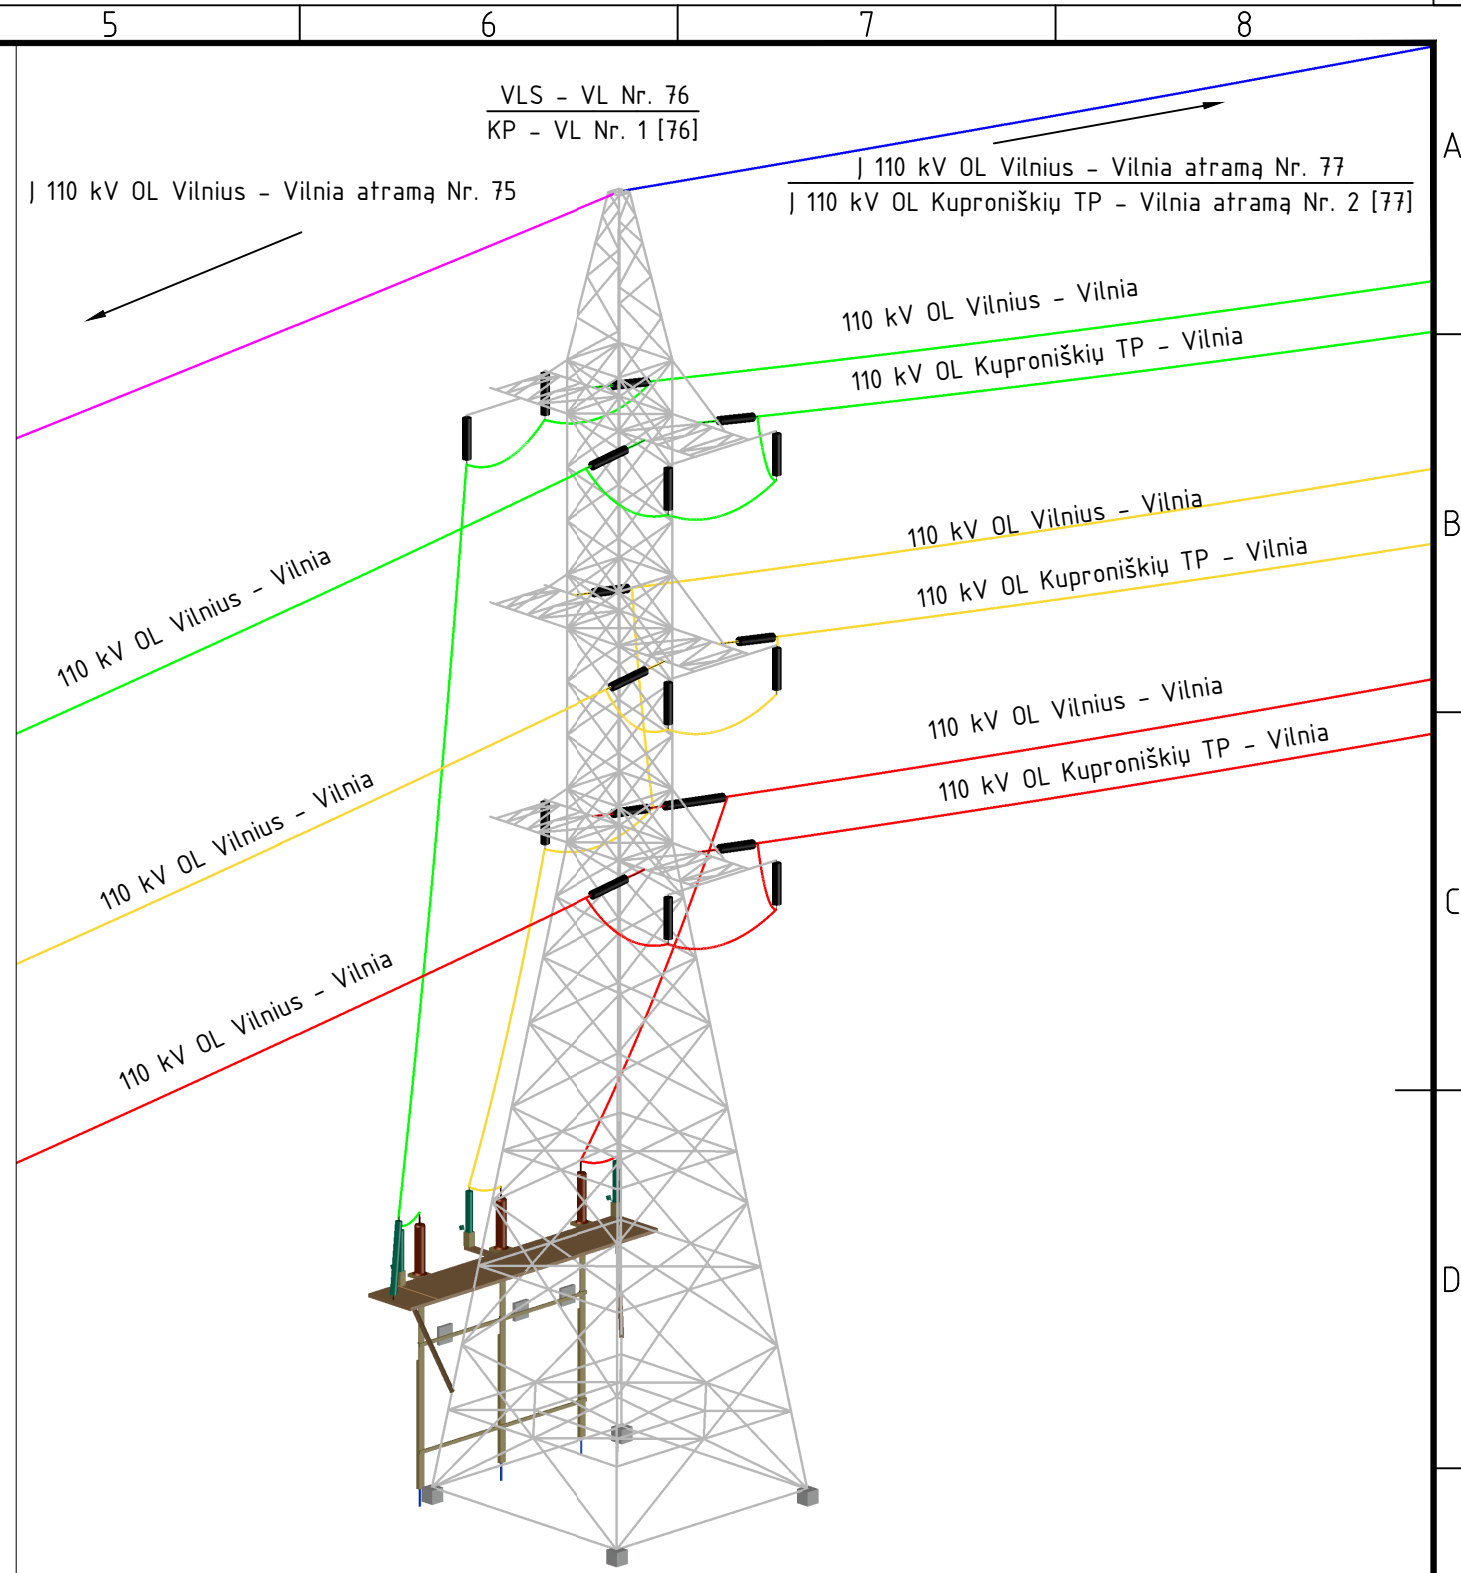 5 6 7 8
VLS - VL Nr. 76
KP - VL Nr. 1 [76]
Į 110 kV OL Vilnius - Vilnia atramą Nr. 77
Į 110 kV OL Kuproniškių TP - Vilnia atramą Nr. 2 [77]
Į 110 kV OL Vilnius - Vilnia atramą Nr. 75
A
110 kV OL Vilnius - Vilnia
110 kV OL Kuproniškių TP - Vilnia
110 kV OL Vilnius - Vilnia
B
110 kV OL Vilnius - Vilnia
110 kV OL Kuproniškių TP - Vilnia
110 kV OL Vilnius - Vilnia
110 kV OL Vilnius - Vilnia
110 kV OL Kuproniškių TP - Vilnia
C
110 kV OL Vilnius - Vilnia
D